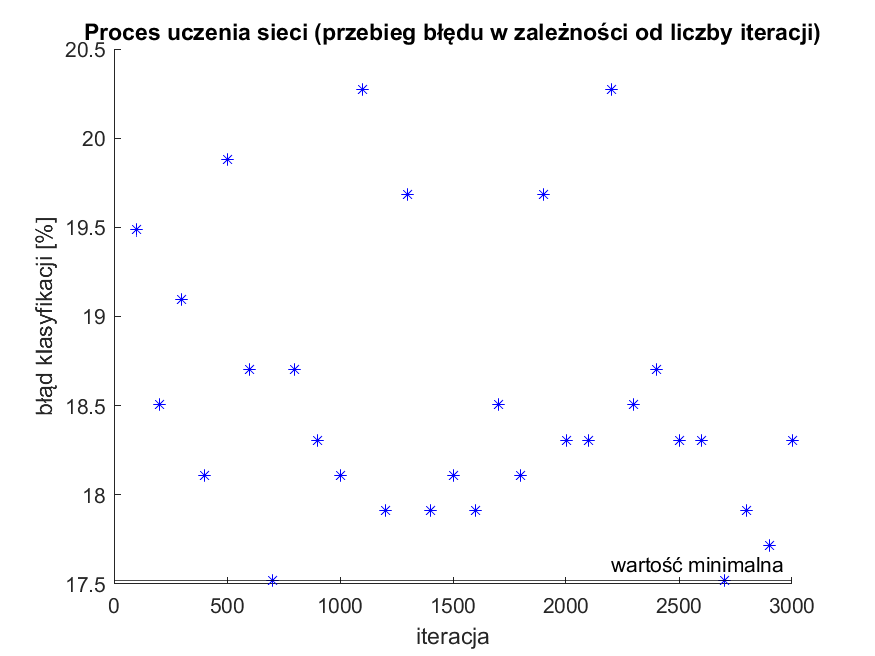 Proces uczenia sieci (przebieg błędu w zależności od liczby iteracji)
20.5
20
19.5
19
18.5
18
17.5
błąd klasyfikacji [%]
wartość minimalna
0 500 1000 1500 2000 2500 3000
iteracja